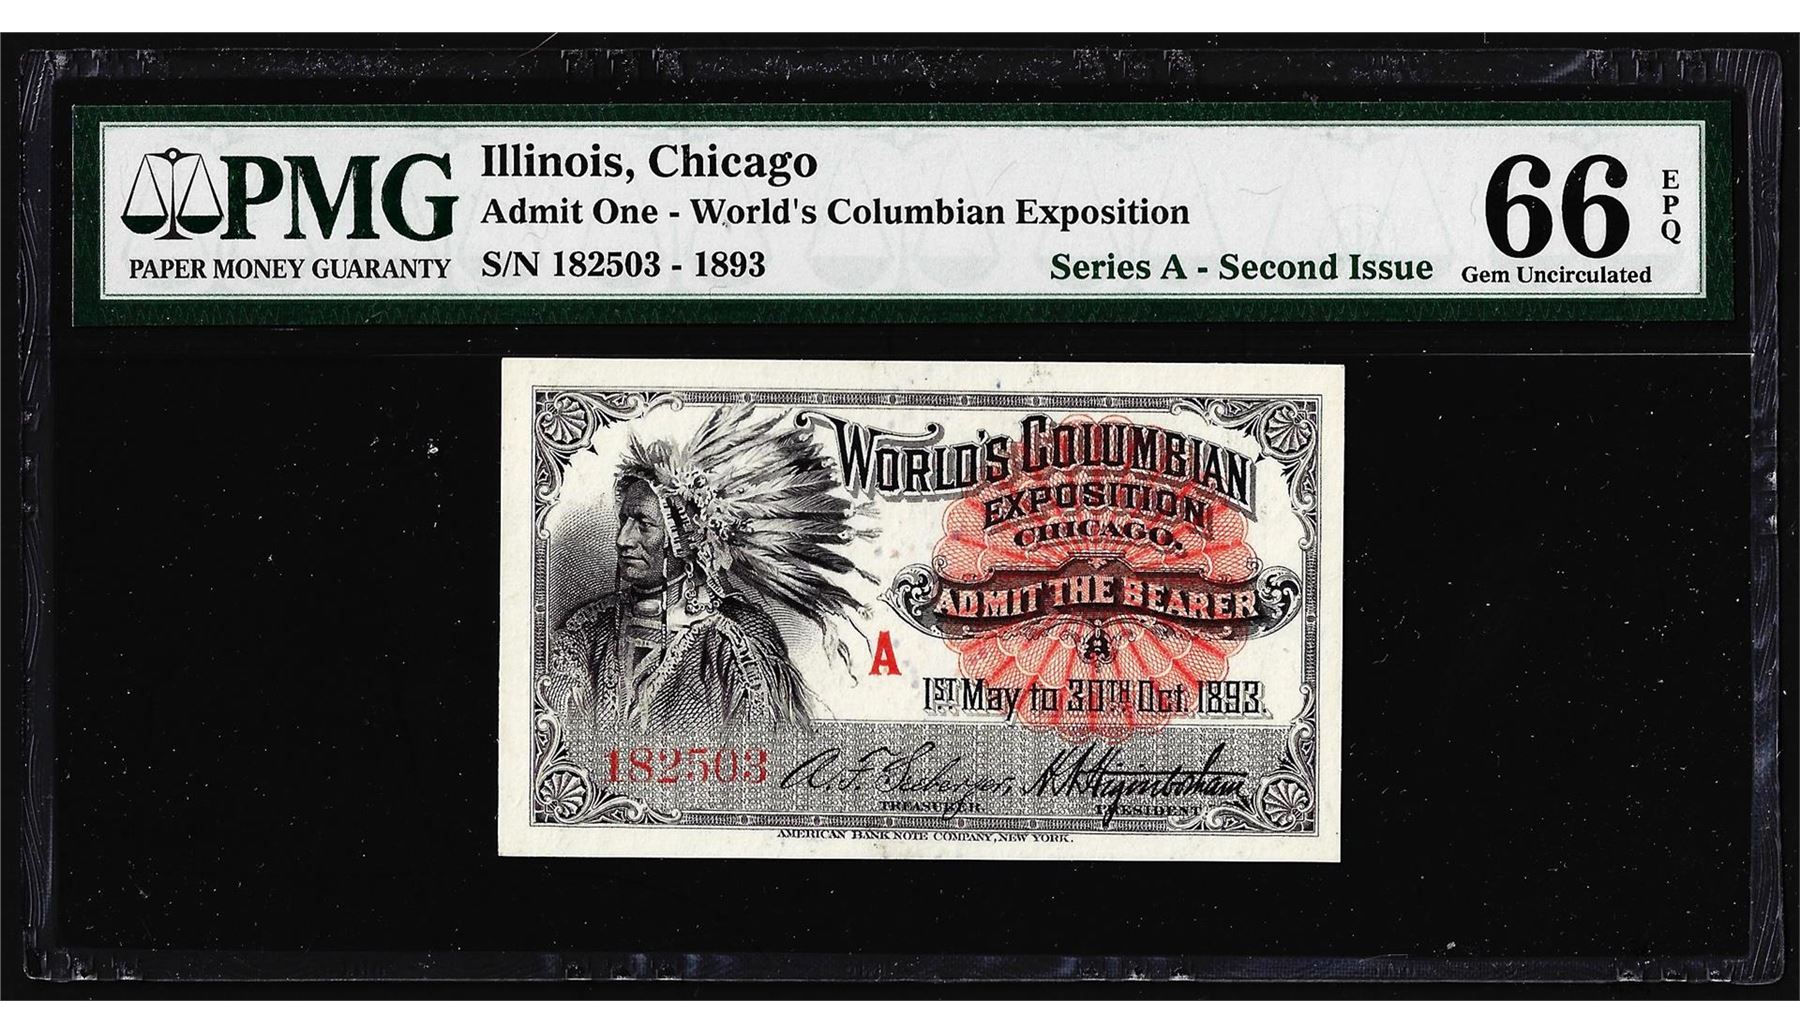 PMG
PAPER MONEY GUARANTY
Illinois, Chicago
Admit One - World's Columbian Exposition
S/N 182503 - 1893
Series A - Second Issue
66
EPQ
Gem Uncirculated
WORLD'S COLUMBIAN
EXPOSITION
CHICAGO.
ADMIT THE BEARER
A
A
1ST May to 30TH Oct. 1893.
182503
A. F. Seeberger,
H. N. Higinbotham
TREASURER.
PRESIDENT
AMERICAN BANK NOTE COMPANY, NEW YORK.